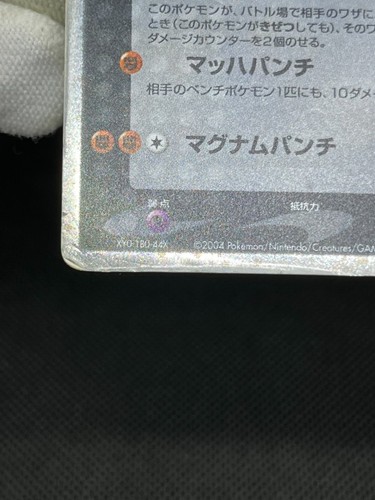 このポケモンが、バトル場で相手のワザに
とき(このポケモンがきぜつしても)、そのワ
ダメージカウンターを2個のせる。
マッハパンチ
相手のベンチポケモン1匹にも、10ダメ
マグナムパンチ
弱点 抵抗力
XYU-1BO-44X ©2004 Pokémon/Nintendo/Creatures/GAM